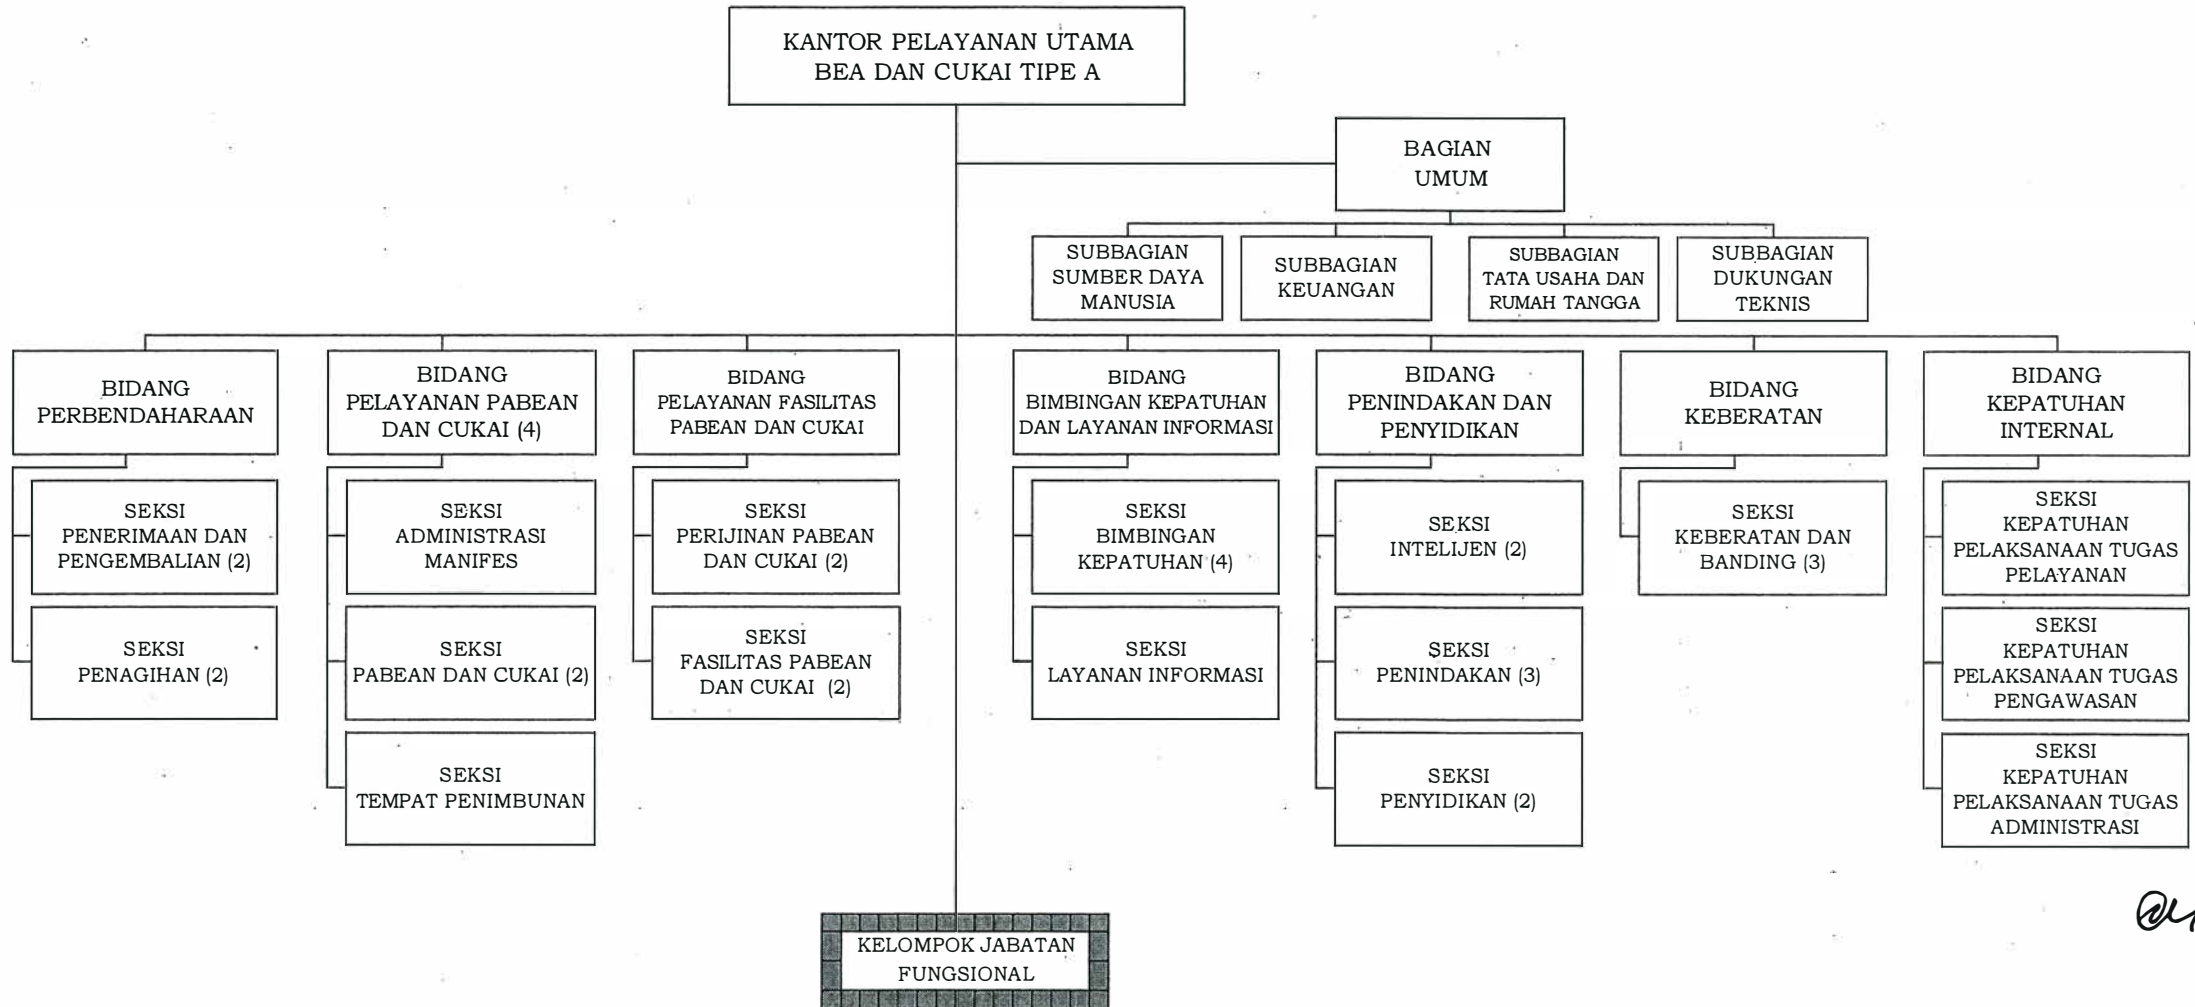 KANTOR PELAYANAN UTAMA
BEA DAN CUKAI TIPE A
BAGIAN
UMUM
SUBBAGIAN
SUMBER DAYA
MANUSIA
SUBBAGIAN
KEUANGAN
SUBBAGIAN
TATA USAHA DAN
RUMAH TANGGA
SUBBAGIAN
DUKUNGAN
TEKNIS
BIDANG
PERBENDAHARAAN
BIDANG
PELAYANAN PABEAN
DAN CUKAI (4)
BIDANG
PELAYANAN FASILITAS
PABEAN DAN CUKAI
BIDANG
BIMBINGAN KEPATUHAN
DAN LAYANAN INFORMASI
BIDANG
PENINDAKAN DAN
PENYIDIKAN
BIDANG
KEBERATAN
BIDANG
KEPATUHAN
INTERNAL
SEKSI
PENERIMAAN DAN
PENGEMBALIAN (2)
SEKSI
PENAGIHAN (2)
SEKSI
ADMINISTRASI
MANIFES
SEKSI
PABEAN DAN CUKAI (2)
SEKSI
TEMPAT PENIMBUNAN
SEKSI
PERIJINAN PABEAN
DAN CUKAI (2)
SEKSI
FASILITAS PABEAN
DAN CUKAI (2)
SEKSI
BIMBINGAN
KEPATUHAN (4)
SEKSI
LAYANAN INFORMASI
SEKSI
INTELIJEN (2)
SEKSI
PENINDAKAN (3)
SEKSI
PENYIDIKAN (2)
SEKSI
KEBERATAN DAN
BANDING (3)
SEKSI
KEPATUHAN
PELAKSANAAN TUGAS
PELAYANAN
SEKSI
KEPATUHAN
PELAKSANAAN TUGAS
PENGAWASAN
SEKSI
KEPATUHAN
PELAKSANAAN TUGAS
ADMINISTRASI
KELOMPOK JABATAN
FUNGSIONAL